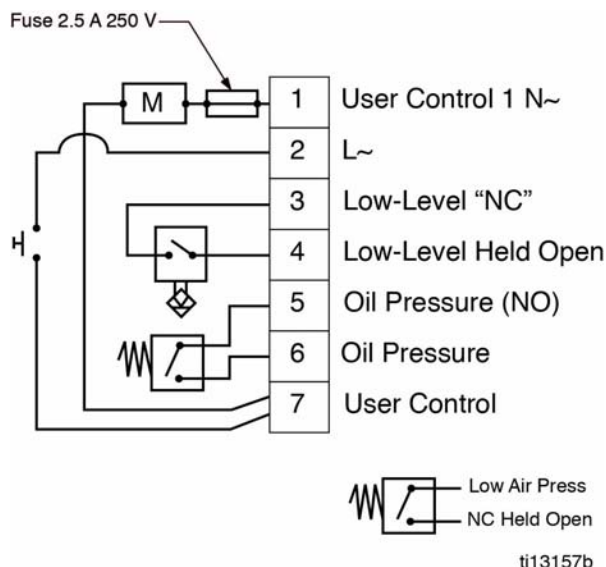 Fuse 2.5 A 250 V
M
1 User Control 1 N~
2 L~
3 Low-Level “NC”
4 Low-Level Held Open
5 Oil Pressure (NO)
6 Oil Pressure
7 User Control
Low Air Press
NC Held Open
ti13157b